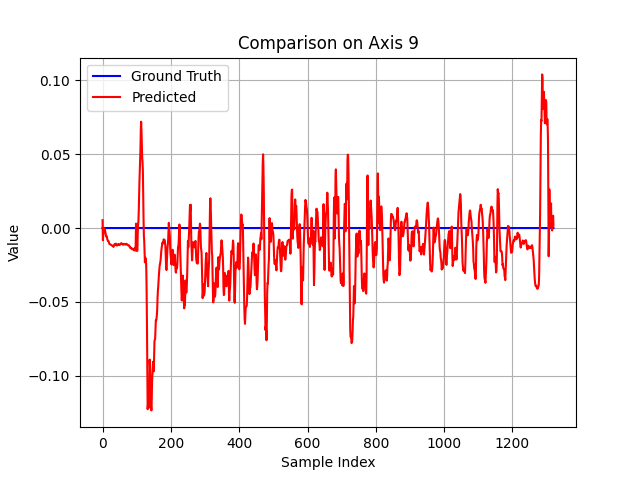 Comparison on Axis 9
Ground Truth
Predicted
0.10
0.05
0.00
−0.05
−0.10
Value
0 200 400 600 800 1000 1200
Sample Index